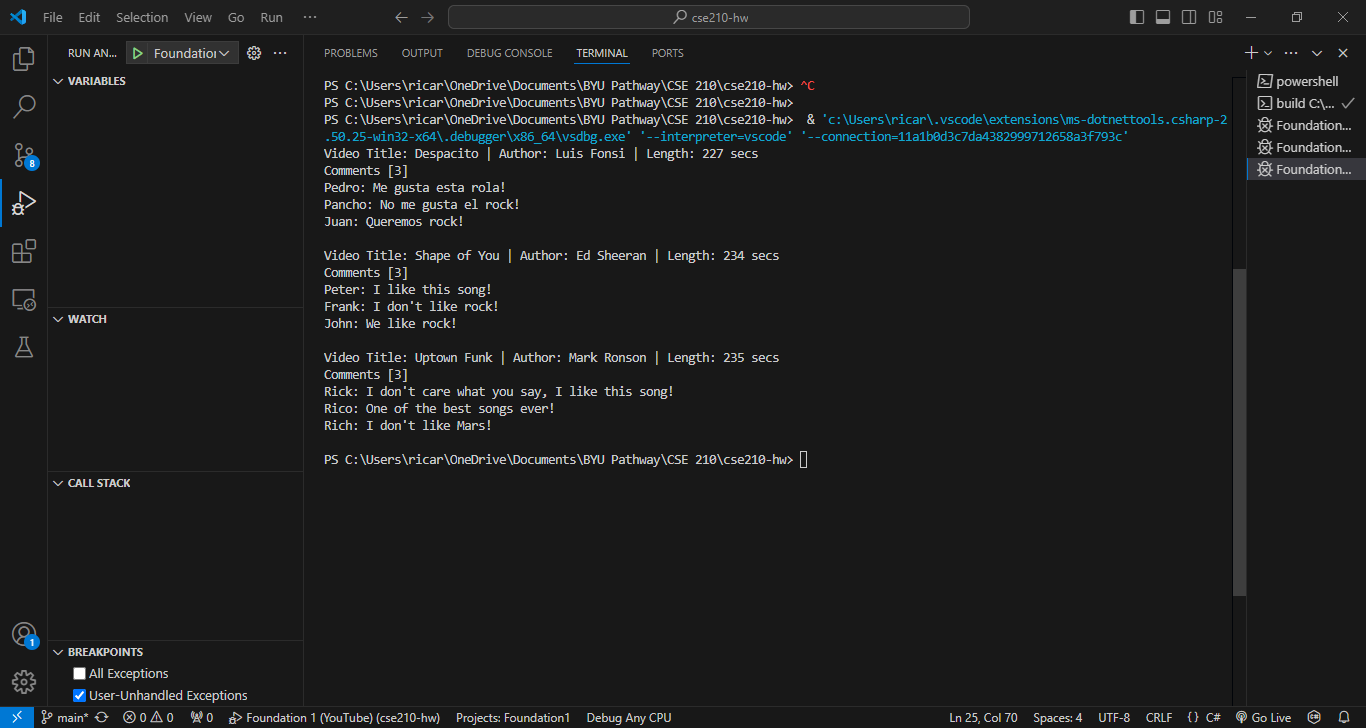 File Edit Selection View Go Run ··· cse210-hw
RUN AN... Foundation
VARIABLES
WATCH
CALL STACK
BREAKPOINTS
All Exceptions
User-Unhandled Exceptions
8
1
PROBLEMS OUTPUT DEBUG CONSOLE TERMINAL PORTS
PS C:\Users\ricar\OneDrive\Documents\BYU Pathway\CSE 210\cse210-hw> ^C
PS C:\Users\ricar\OneDrive\Documents\BYU Pathway\CSE 210\cse210-hw>
PS C:\Users\ricar\OneDrive\Documents\BYU Pathway\CSE 210\cse210-hw> & 'c:\Users\ricar\.vscode\extensions\ms-dotnettools.csharp-2
.50.25-win32-x64\.debugger\x86_64\vsdbg.exe' '--interpreter=vscode' '--connection=11a1b0d3c7da4382999712658a3f793c'
Video Title: Despacito | Author: Luis Fonsi | Length: 227 secs
Comments [3]
Pedro: Me gusta esta rola!
Pancho: No me gusta el rock!
Juan: Queremos rock!
Video Title: Shape of You | Author: Ed Sheeran | Length: 234 secs
Comments [3]
Peter: I like this song!
Frank: I don't like rock!
John: We like rock!
Video Title: Uptown Funk | Author: Mark Ronson | Length: 235 secs
Comments [3]
Rick: I don't care what you say, I like this song!
Rico: One of the best songs ever!
Rich: I don't like Mars!
PS C:\Users\ricar\OneDrive\Documents\BYU Pathway\CSE 210\cse210-hw>
powershell
build C:\...
Foundation...
Foundation...
Foundation...
main* 0 0 0 Foundation 1 (YouTube) (cse210-hw) Projects: Foundation1 Debug Any CPU Ln 25, Col 70 Spaces: 4 UTF-8 CRLF {} C# Go Live